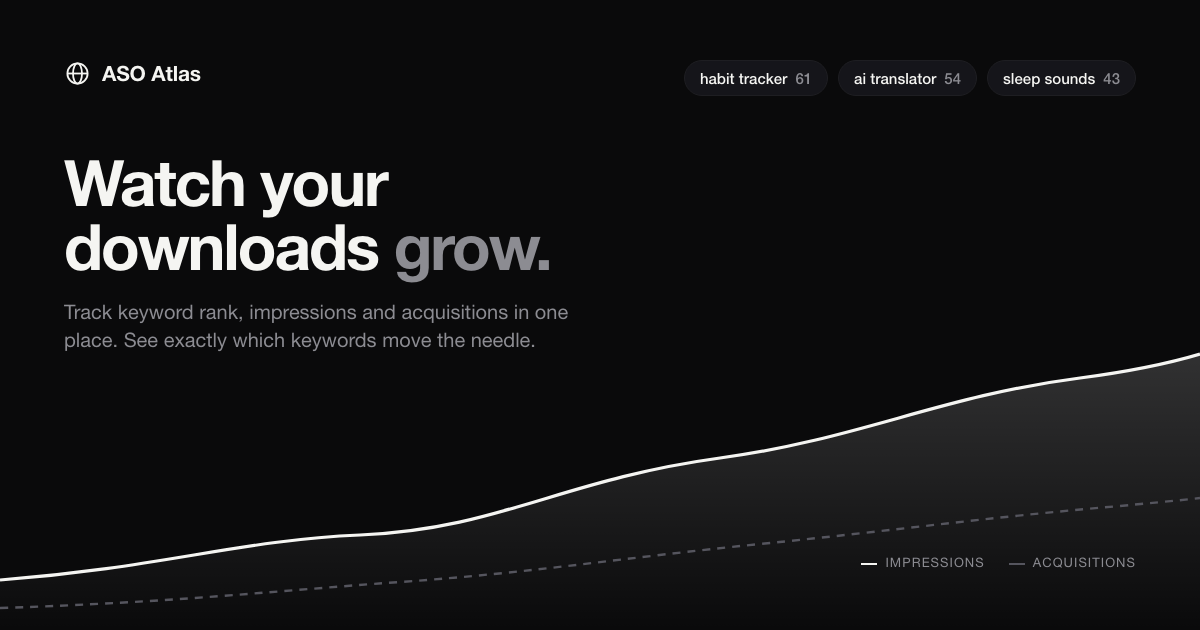 ASO Atlas
habit tracker 61
ai translator 54
sleep sounds 43
Watch your
downloads grow.
Track keyword rank, impressions and acquisitions in one
place. See exactly which keywords move the needle.
IMPRESSIONS
ACQUISITIONS